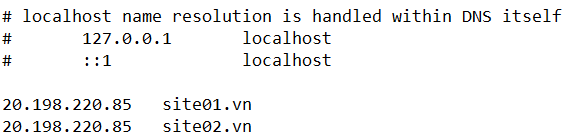 # localhost name resolution is handled within DNS itself
#       127.0.0.1       localhost
#       ::1             localhost
20.198.220.85   site01.vn
20.198.220.85   site02.vn